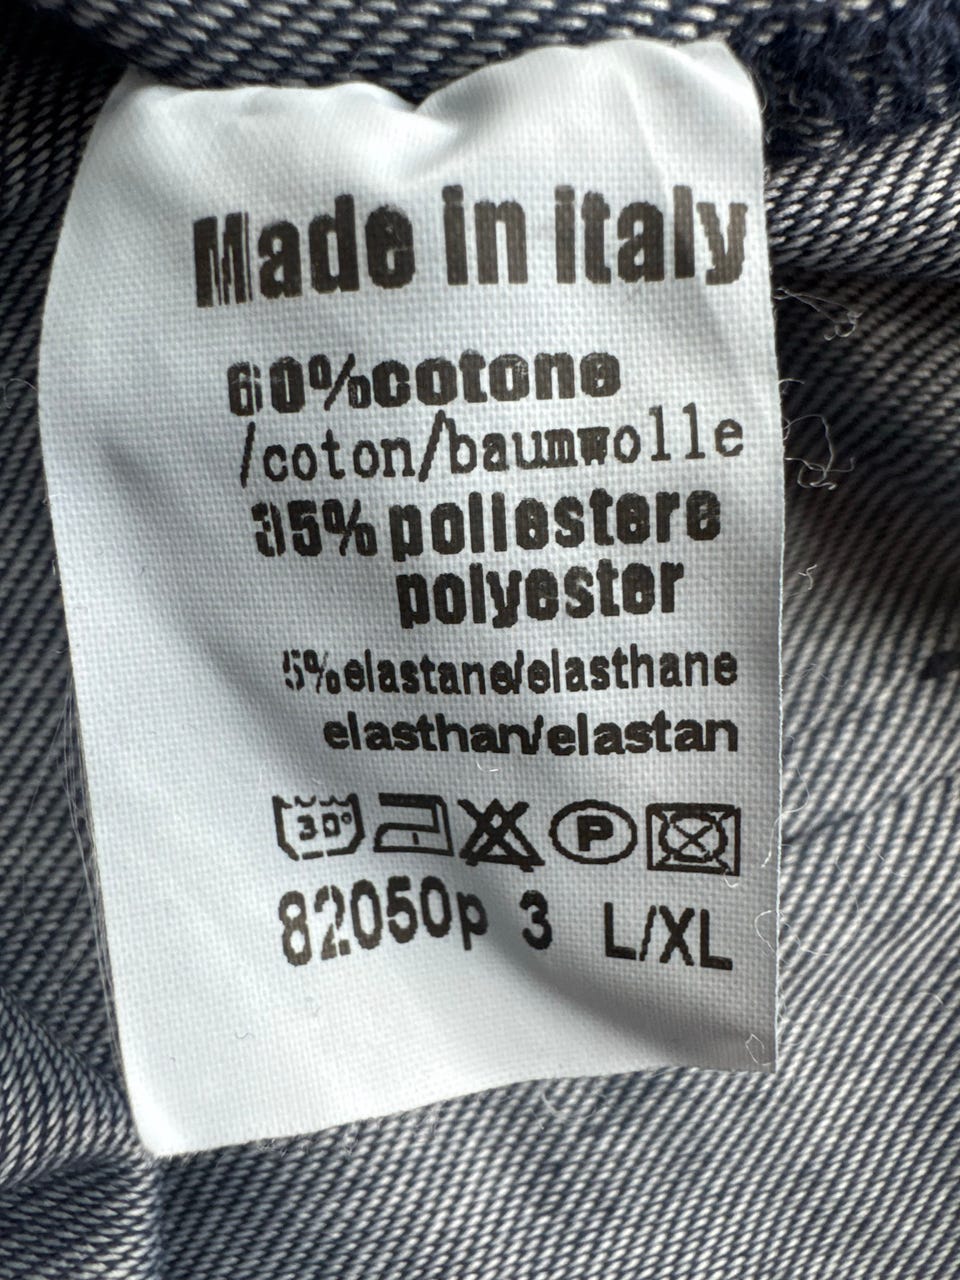 Made in italy
60%cotone
/coton/baumwolle
35% poliestere
polyester
5%elastane/elasthane
elasthan/elastan
30° P
82050p 3 L/XL